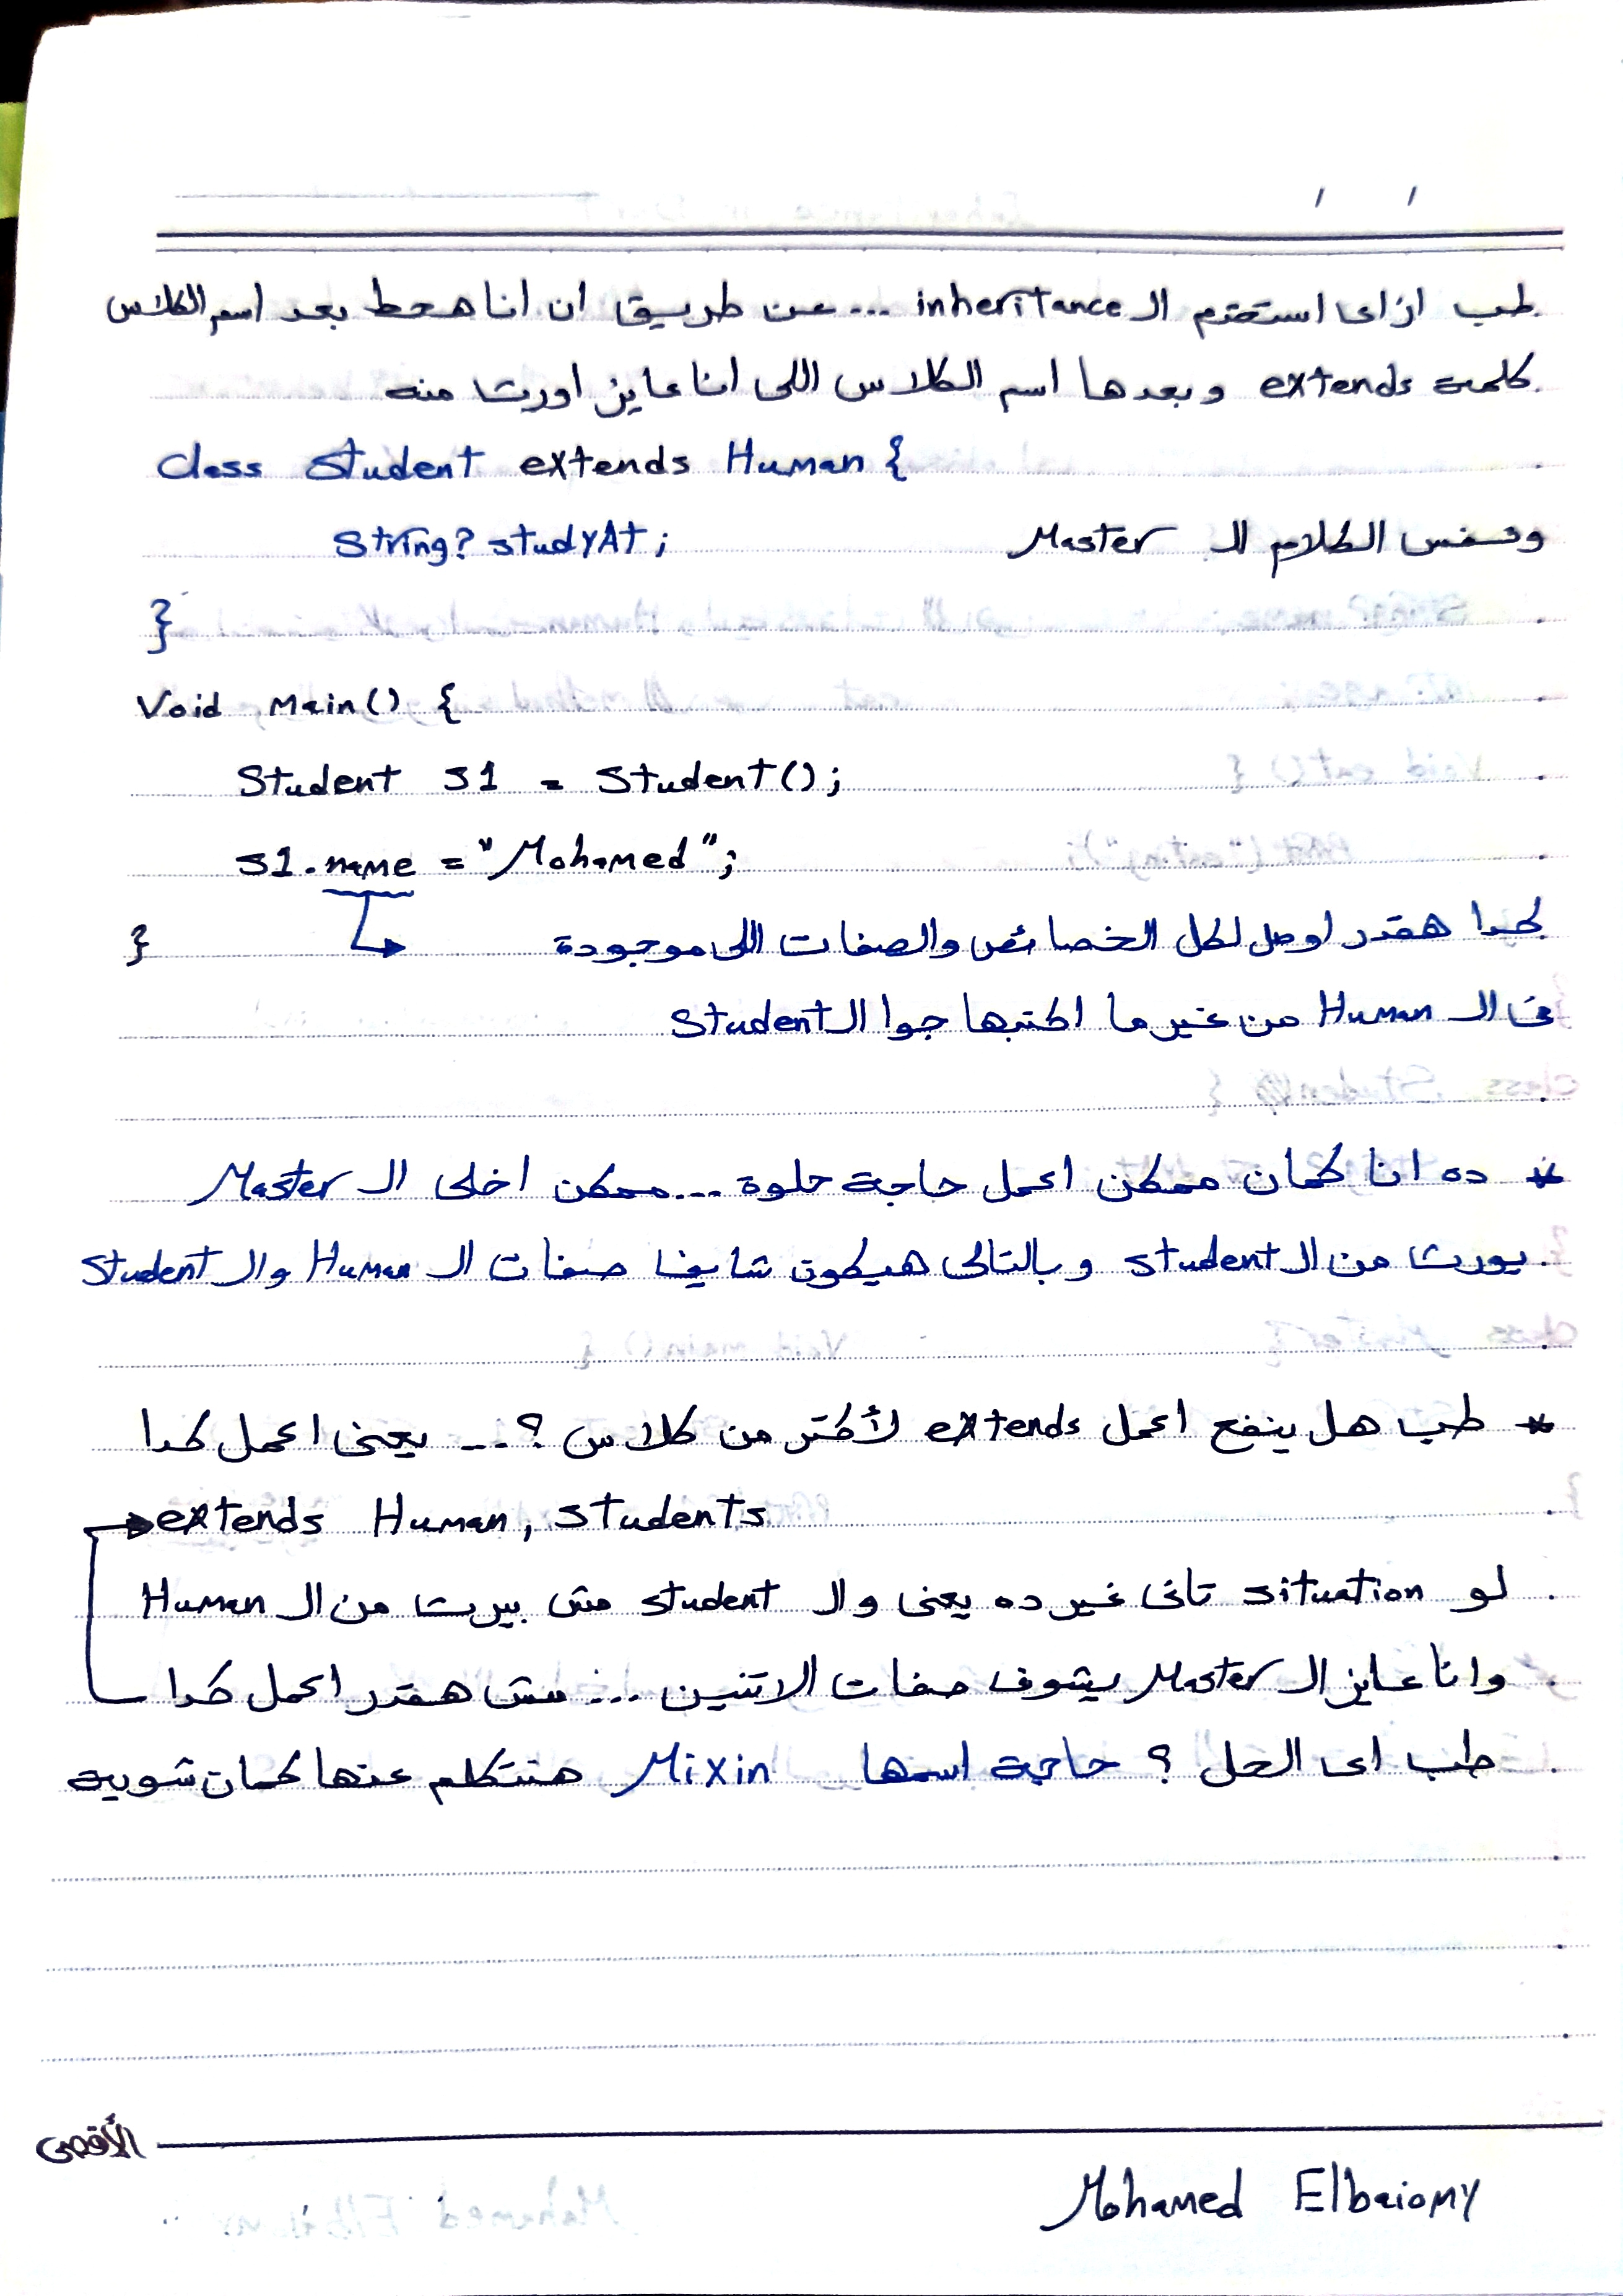 طب ازاى استخدم ال inheritance ... عن طريق ان انا هحط بعد اسم الكلاس
كلمة extends و بعدها اسم الكلاس اللى انا عايز اورث منه
Class Student extends Human {
String? studyAt;
ونفس الكلام لل Master
}
Void Main() {
Student s1 = Student();
s1.name = "Mohamed";
كدا هقدر اوصل لكل الخصائص والصفات اللى موجودة
}
فى ال Human من غير ما اكتبها جوا ال Student
* ده انا كمان ممكن اعمل حاجة حلوة ... ممكن اخلى ال Master
يورث من ال Student و بالتالى هيكون شايف صفات ال Human وال Student
* طب هل ينفع اعمل extends لأكتر من كلاس ؟ ... يعنى اعمل كدا
extends Human, students
لو situation تانى غير ده يعنى و ال student مش بيرث من ال Human
وانا عايز ال Master يشوف صفات الاتنين ... مش هقدر اعمل كدا
طب اى الحل ؟ حاجة اسمها Mixin هنتكلم عنها كمان شوية
الأقصى
Mohamed Elbaiomy